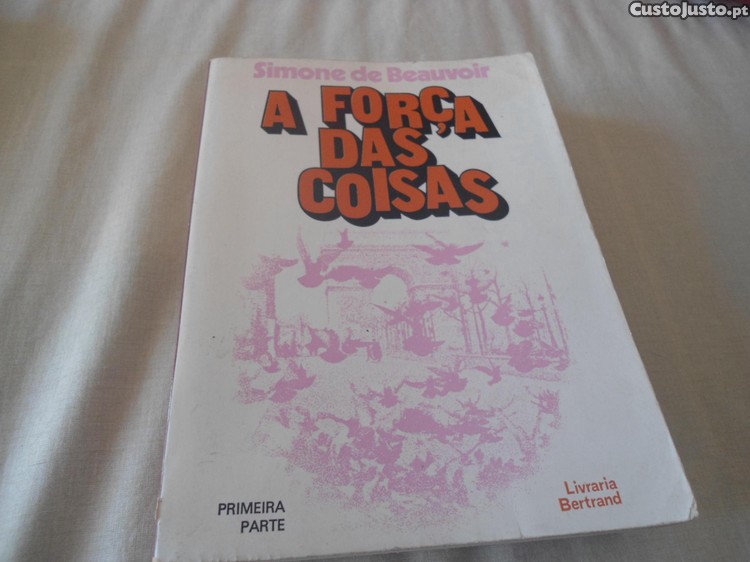 CustoJusto.pt
Simone de Beauvoir
A FORÇA
DAS
COISAS
PRIMEIRA
PARTE
Livraria
Bertrand